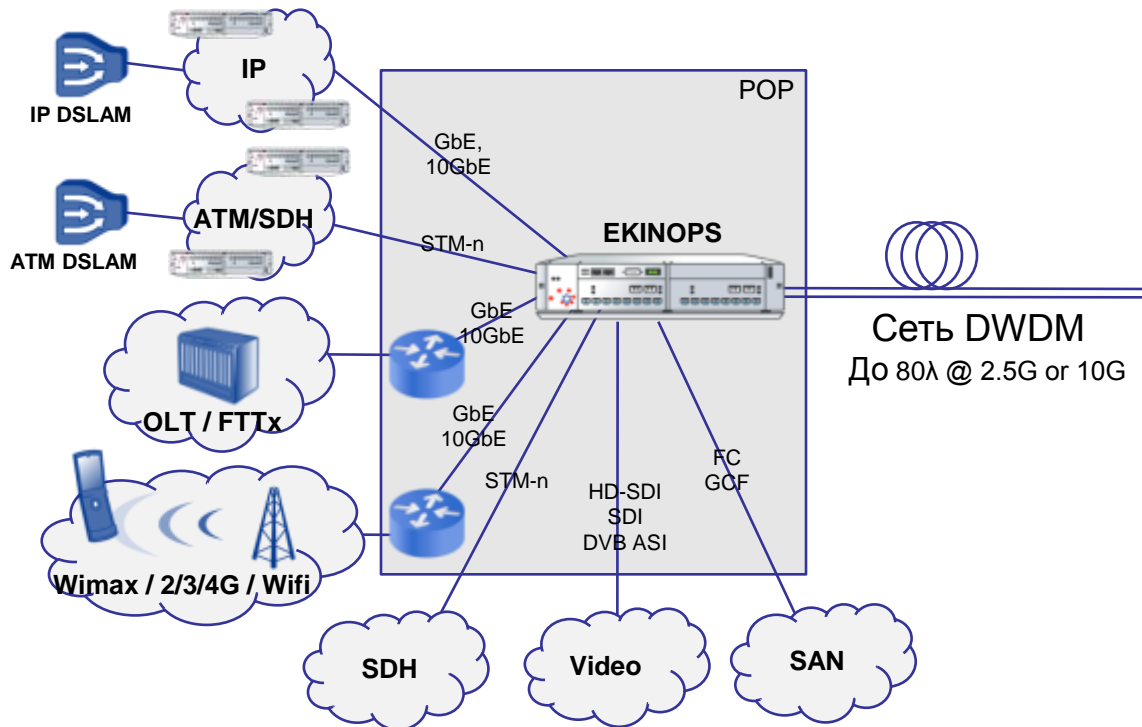 IP
POP
IP DSLAM
GbE,
10GbE
ATM/SDH
EKINOPS
STM-n
ATM DSLAM
GbE
10GbE
Сеть DWDM
До 80λ @ 2.5G or 10G
OLT / FTTx
GbE
10GbE
FC
GCF
STM-n
HD-SDI
SDI
DVB ASI
Wimax / 2/3/4G / Wifi
SDH
Video
SAN